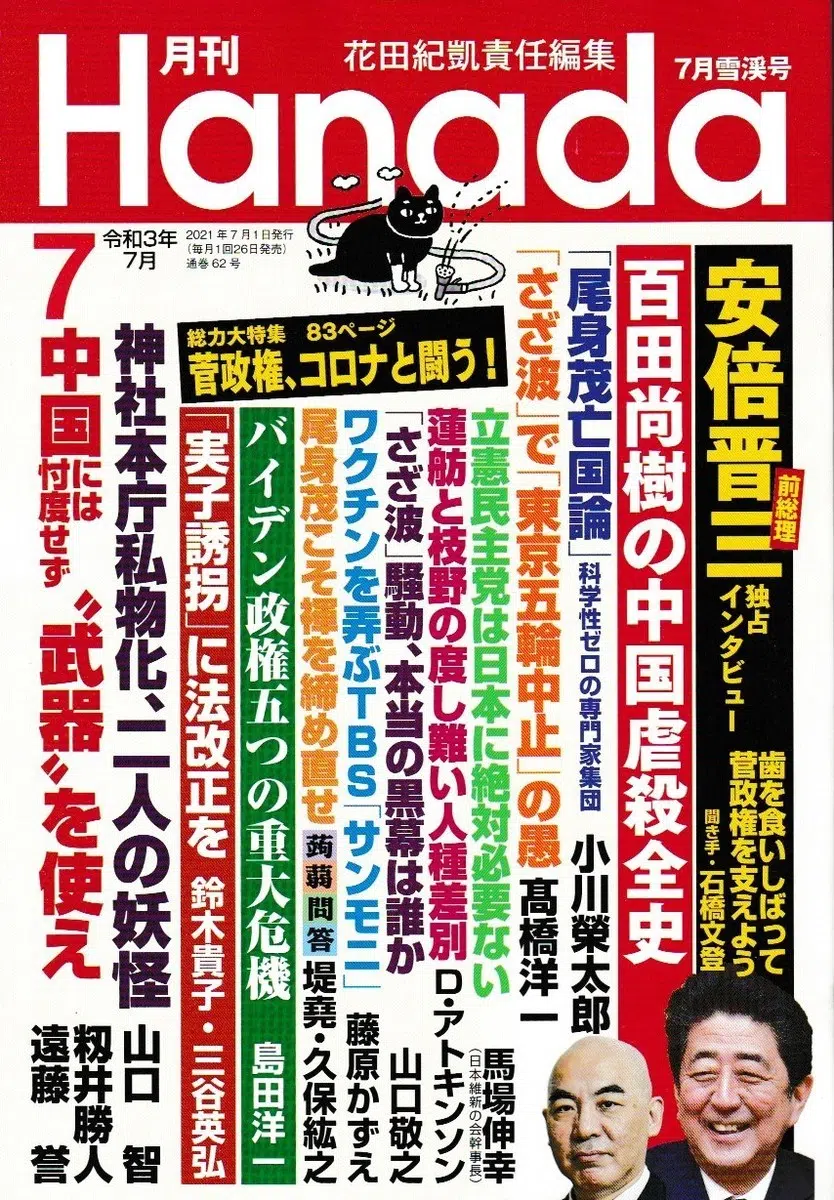 月刊
花田紀凱責任編集
7月雪渓号
Hanada
令和3年
7月
2021年7月1日発行
(毎月1回26日発売)
通巻62号
安倍晋三
前総理
独占
インタビュー
歯を食いしばって
菅政権を支えよう
聞き手・石橋文登
百田尚樹の中国虐殺全史
「尾身茂亡国論」科学性ゼロの専門家集団
小川榮太郎
「さざ波」で「東京五輪中止」の愚
髙橋洋一
総力大特集 83ページ
菅政権、コロナと闘う!
立憲民主党は日本に絶対必要ない
馬場伸幸
(日本維新の会幹事長)
蓮舫と枝野の度し難い人種差別
D・アトキンソン
「さざ波」騒動、本当の黒幕は誰か
山口敬之
ワクチンを弄ぶTBS「サンモニ」
藤原かずえ
尾身茂こそ褌を締め直せ
蒟蒻問答
堤堯・久保紘之
バイデン政権五つの重大危機
島田洋一
「実子誘拐」に法改正を
鈴木貴子・三谷英弘
神社本庁私物化、二人の妖怪
山口 智
籾井勝人
7
中国には
忖度せず
〝武器〟を使え
遠藤 誉